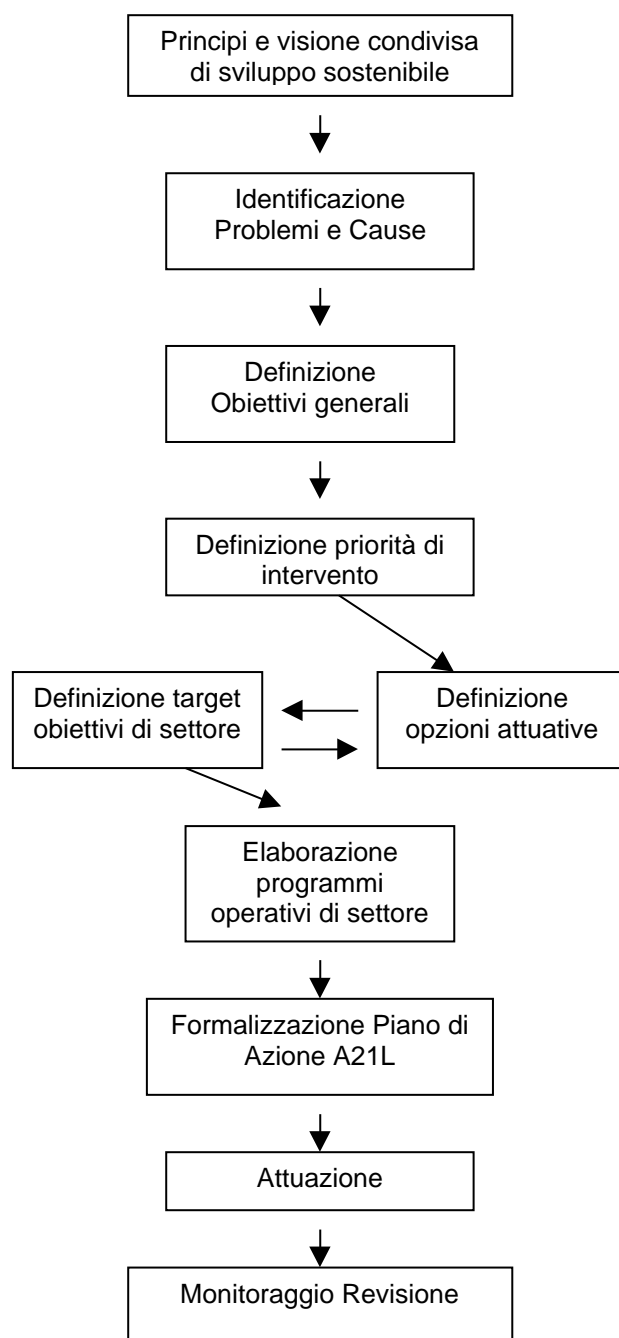 Principi e visione condivisa
di sviluppo sostenibile
Identificazione
Problemi e Cause
Definizione
Obiettivi generali
Definizione priorità di
intervento
Definizione target
obiettivi di settore
Definizione
opzioni attuative
Elaborazione
programmi
operativi di settore
Formalizzazione Piano di
Azione A21L
Attuazione
Monitoraggio Revisione